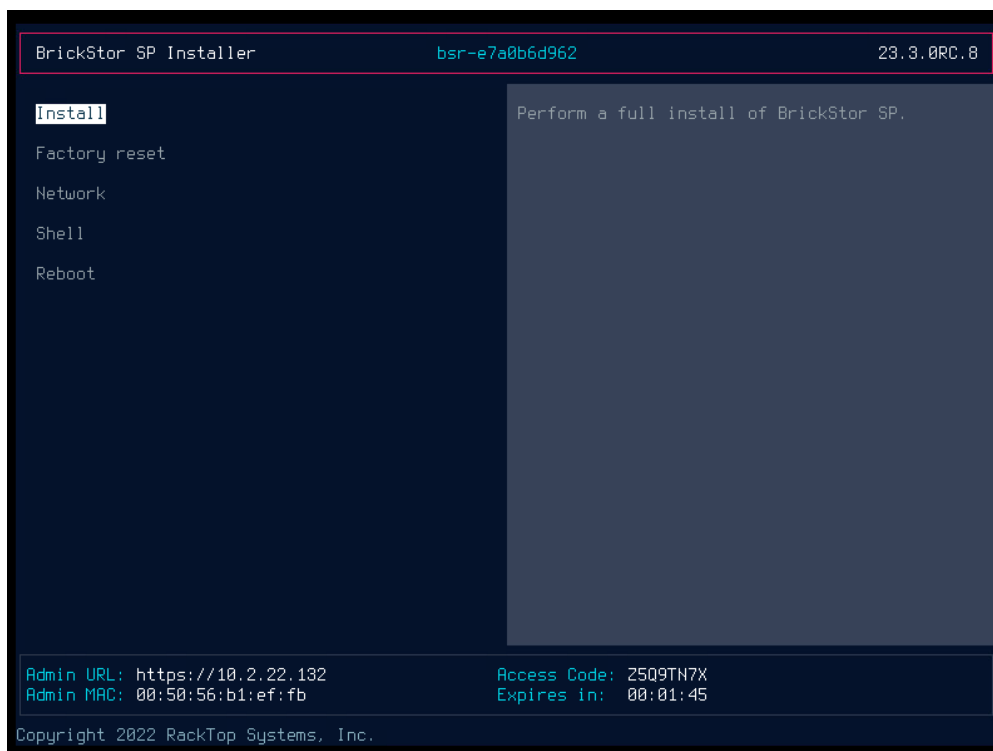 BrickStor SP Installer bsr-e7a0b6d962 23.3.0RC.8
Install
Perform a full install of BrickStor SP.
Factory reset
Network
Shell
Reboot
Admin URL: https://10.2.22.132 Access Code: Z5Q9TN7X
Admin MAC: 00:50:56:b1:ef:fb Expires in: 00:01:45
Copyright 2022 RackTop Systems, Inc.